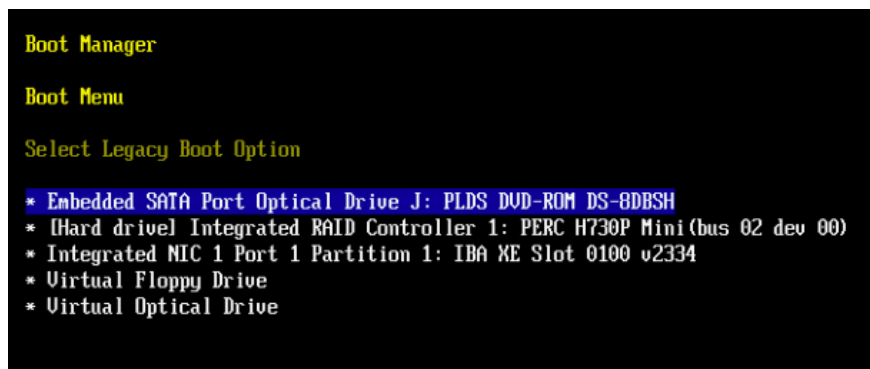 Boot Manager
Boot Menu
Select Legacy Boot Option
* Embedded SATA Port Optical Drive J: PLDS DVD-ROM DS-8DBSH
* [Hard drive] Integrated RAID Controller 1: PERC H730P Mini(bus 02 dev 00)
* Integrated NIC 1 Port 1 Partition 1: IBA XE Slot 0100 v2334
* Virtual Floppy Drive
* Virtual Optical Drive